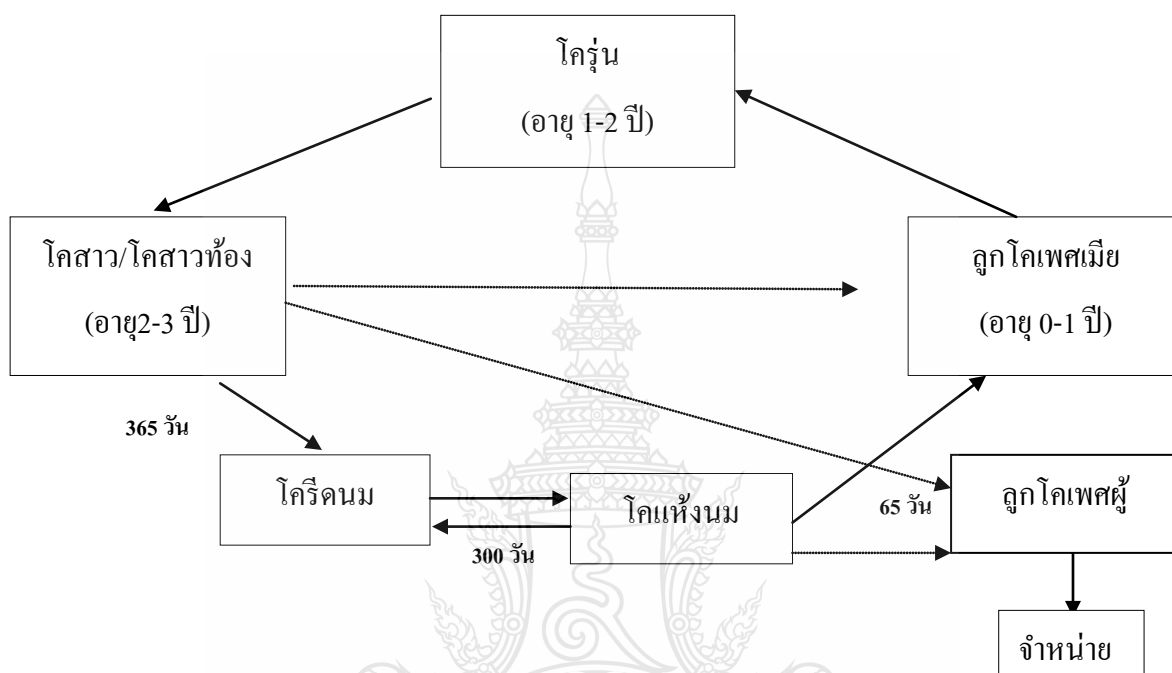 โครุ่น
(อายุ 1-2 ปี)
โคสาว/โคสาวท้อง
(อายุ2-3 ปี)
ลูกโคเพศเมีย
(อายุ 0-1 ปี)
365 วัน
โครีดนม
300 วัน
โคแห้งนม
65 วัน
ลูกโคเพศผู้
จำหน่าย